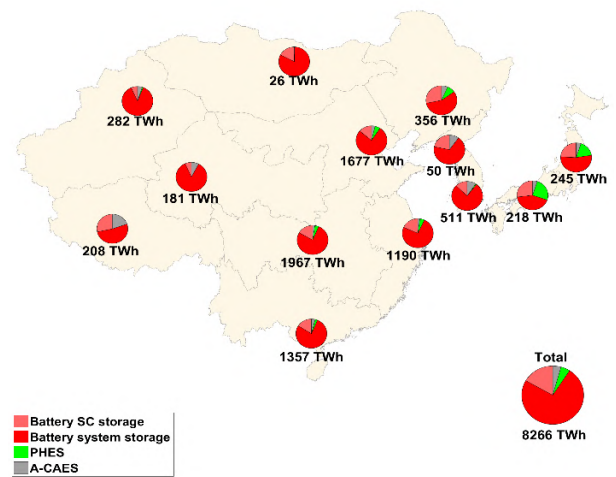 26 TWh
282 TWh
356 TWh
1677 TWh
50 TWh
245 TWh
181 TWh
511 TWh
218 TWh
208 TWh
1967 TWh
1190 TWh
1357 TWh
Total
8266 TWh
Battery SC storage
Battery system storage
PHES
A-CAES